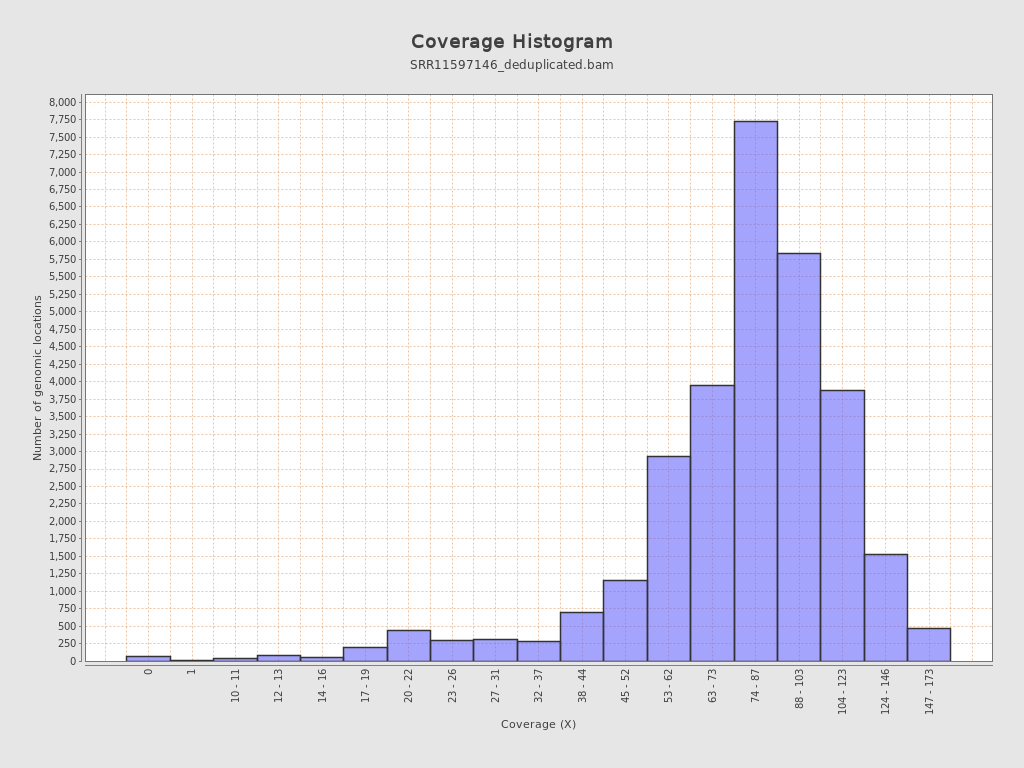 Coverage Histogram
SRR11597146_deduplicated.bam
Number of genomic locations
8,000
7,750
7,500
7,250
7,000
6,750
6,500
6,250
6,000
5,750
5,500
5,250
5,000
4,750
4,500
4,250
4,000
3,750
3,500
3,250
3,000
2,750
2,500
2,250
2,000
1,750
1,500
1,250
1,000
750
500
250
0
0
1
10 - 11
12 - 13
14 - 16
17 - 19
20 - 22
23 - 26
27 - 31
32 - 37
38 - 44
45 - 52
53 - 62
63 - 73
74 - 87
88 - 103
104 - 123
124 - 146
147 - 173
Coverage (X)